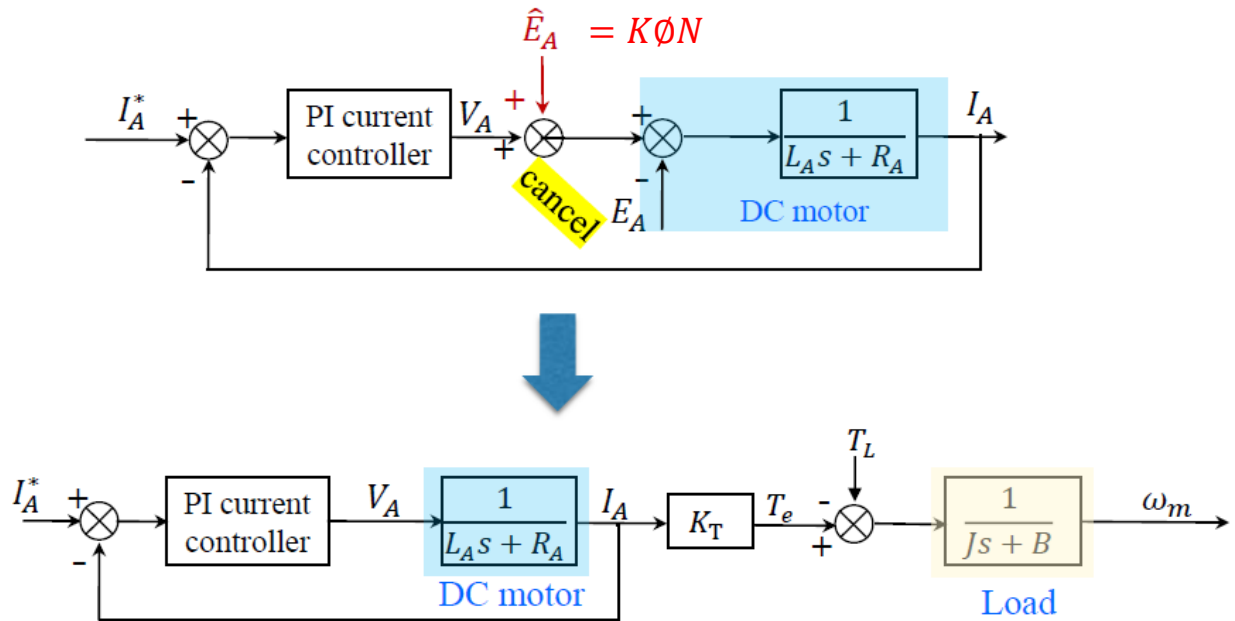 Ê_A = K∅N
I_A^*
+
-
PI current
controller
V_A
+
+
cancel
+
-
E_A
1
L_A s + R_A
DC motor
I_A
I_A^*
+
-
PI current
controller
V_A
1
L_A s + R_A
DC motor
I_A
K_T
T_e
T_L
-
+
1
Js + B
Load
ω_m